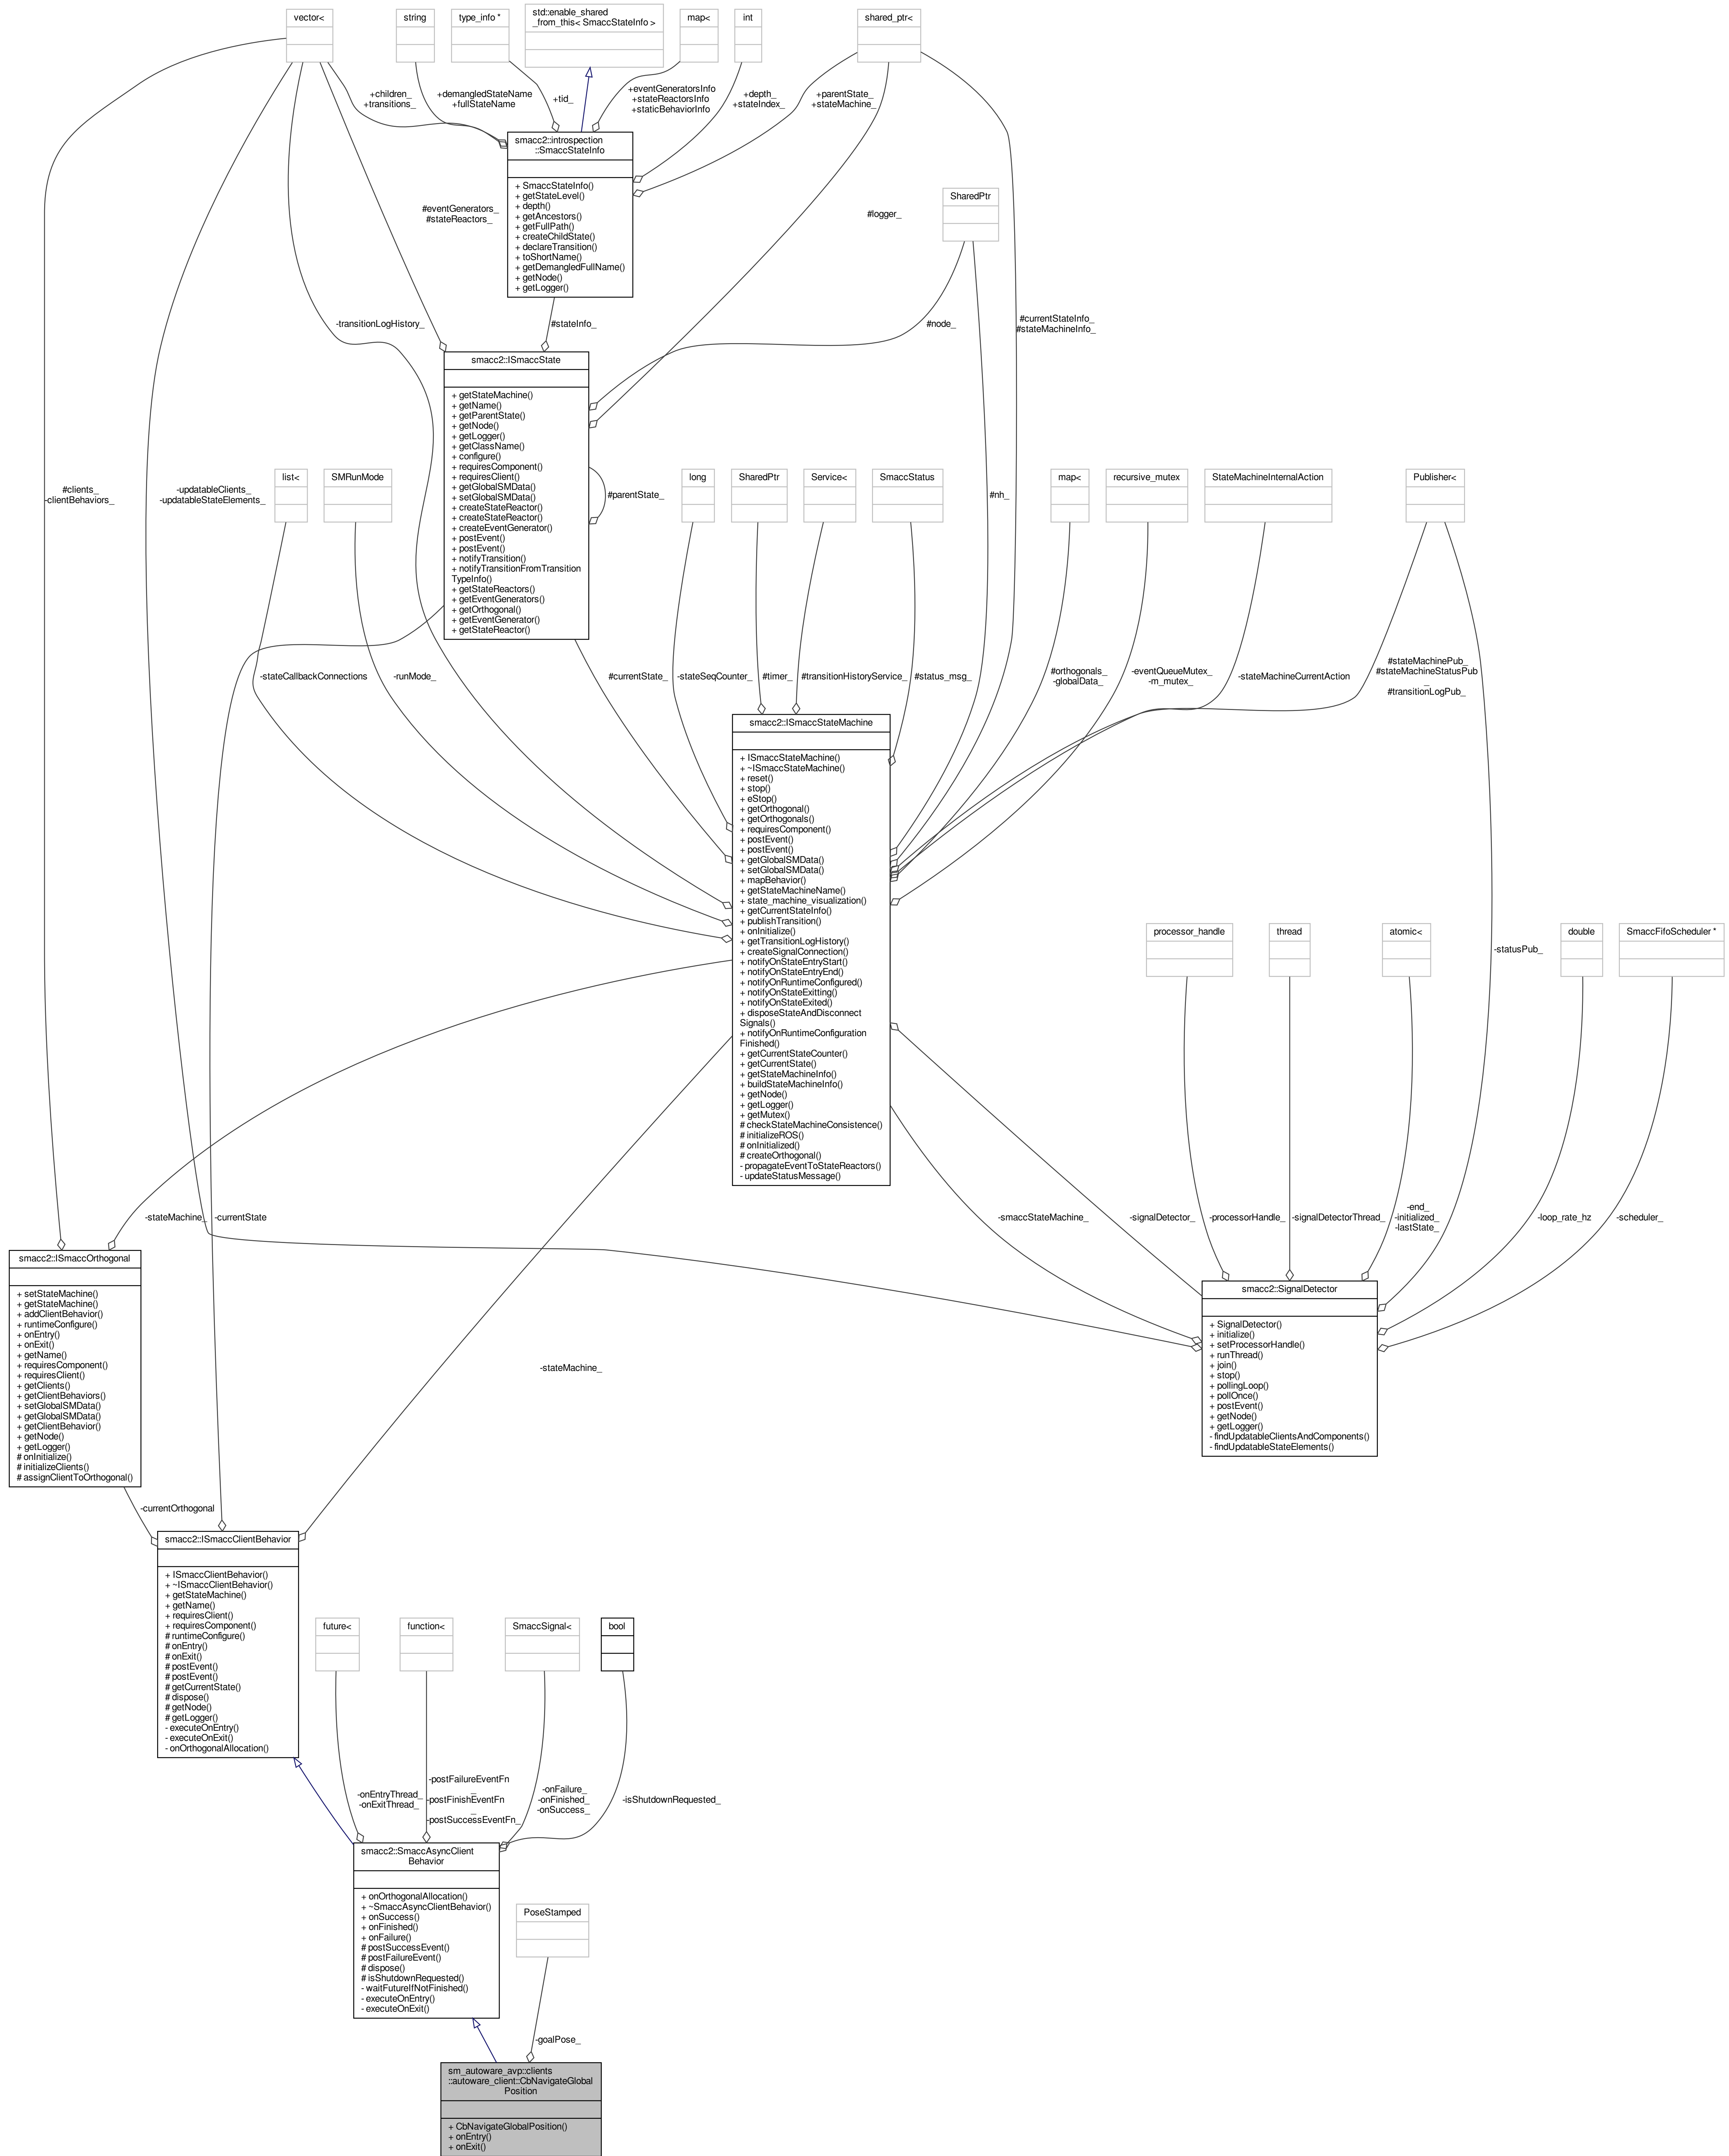 vector<
string
type_info *
std::enable_shared
_from_this< SmaccStateInfo >
map<
int
shared_ptr<
+children_
+transitions_
+demangledStateName
+fullStateName
+tid_
+eventGeneratorsInfo
+stateReactorsInfo
+staticBehaviorInfo
+depth_
+stateIndex_
+parentState_
+stateMachine_
smacc2::introspection
::SmaccStateInfo
+ SmaccStateInfo()
+ getStateLevel()
+ depth()
+ getAncestors()
+ getFullPath()
+ createChildState()
+ declareTransition()
+ toShortName()
+ getDemangledFullName()
+ getNode()
+ getLogger()
SharedPtr
#eventGenerators_
#stateReactors_
#logger_
-transitionLogHistory_
#stateInfo_
#node_
#currentStateInfo_
#stateMachineInfo_
smacc2::ISmaccState
+ getStateMachine()
+ getName()
+ getParentState()
+ getNode()
+ getLogger()
+ getClassName()
+ configure()
+ requiresComponent()
+ requiresClient()
+ getGlobalSMData()
+ setGlobalSMData()
+ createStateReactor()
+ createStateReactor()
+ createEventGenerator()
+ postEvent()
+ postEvent()
+ notifyTransition()
+ notifyTransitionFromTransition
TypeInfo()
+ getStateReactors()
+ getEventGenerators()
+ getOrthogonal()
+ getEventGenerator()
+ getStateReactor()
#parentState_
#clients_
-clientBehaviors_
-updatableClients_
-updatableStateElements_
list<
SMRunMode
long
SharedPtr
Service<
SmaccStatus
#nh_
map<
recursive_mutex
StateMachineInternalAction
Publisher<
-stateCallbackConnections
-runMode_
#currentState_
-stateSeqCounter_
#timer_
#transitionHistoryService_
#status_msg_
#orthogonals_
-globalData_
-eventQueueMutex_
-m_mutex_
-stateMachineCurrentAction
#stateMachinePub_
#stateMachineStatusPub
_
#transitionLogPub_
smacc2::ISmaccStateMachine
+ ISmaccStateMachine()
+ ~ISmaccStateMachine()
+ reset()
+ stop()
+ eStop()
+ getOrthogonal()
+ getOrthogonals()
+ requiresComponent()
+ postEvent()
+ postEvent()
+ getGlobalSMData()
+ setGlobalSMData()
+ mapBehavior()
+ getStateMachineName()
+ state_machine_visualization()
+ getCurrentStateInfo()
+ publishTransition()
+ onInitialize()
+ getTransitionLogHistory()
+ createSignalConnection()
+ notifyOnStateEntryStart()
+ notifyOnStateEntryEnd()
+ notifyOnRuntimeConfigured()
+ notifyOnStateExitting()
+ notifyOnStateExited()
+ disposeStateAndDisconnect
Signals()
+ notifyOnRuntimeConfiguration
Finished()
+ getCurrentStateCounter()
+ getCurrentState()
+ getStateMachineInfo()
+ buildStateMachineInfo()
+ getNode()
+ getLogger()
+ getMutex()
# checkStateMachineConsistence()
# initializeROS()
# onInitialized()
# createOrthogonal()
- propagateEventToStateReactors()
- updateStatusMessage()
processor_handle
thread
atomic<
-statusPub_
double
SmaccFifoScheduler *
-stateMachine_
-currentState
-smaccStateMachine_
-signalDetector_
-processorHandle_
-signalDetectorThread_
-end_
-initialized_
-lastState_
-loop_rate_hz
-scheduler_
smacc2::ISmaccOrthogonal
+ setStateMachine()
+ getStateMachine()
+ addClientBehavior()
+ runtimeConfigure()
+ onEntry()
+ onExit()
+ getName()
+ requiresComponent()
+ requiresClient()
+ getClients()
+ getClientBehaviors()
+ setGlobalSMData()
+ getGlobalSMData()
+ getClientBehavior()
+ getNode()
+ getLogger()
# onInitialize()
# initializeClients()
# assignClientToOrthogonal()
-stateMachine_
smacc2::SignalDetector
+ SignalDetector()
+ initialize()
+ setProcessorHandle()
+ runThread()
+ join()
+ stop()
+ pollingLoop()
+ pollOnce()
+ postEvent()
+ getNode()
+ getLogger()
- findUpdatableClientsAndComponents()
- findUpdatableStateElements()
-currentOrthogonal
smacc2::ISmaccClientBehavior
+ ISmaccClientBehavior()
+ ~ISmaccClientBehavior()
+ getStateMachine()
+ getName()
+ requiresClient()
+ requiresComponent()
# runtimeConfigure()
# onEntry()
# onExit()
# postEvent()
# postEvent()
# getCurrentState()
# dispose()
# getNode()
# getLogger()
- executeOnEntry()
- executeOnExit()
- onOrthogonalAllocation()
future<
function<
SmaccSignal<
bool
-onEntryThread_
-onExitThread_
-postFailureEventFn
_
-postFinishEventFn
_
-postSuccessEventFn_
-onFailure_
-onFinished_
-onSuccess_
-isShutdownRequested_
smacc2::SmaccAsyncClient
Behavior
+ onOrthogonalAllocation()
+ ~SmaccAsyncClientBehavior()
+ onSuccess()
+ onFinished()
+ onFailure()
# postSuccessEvent()
# postFailureEvent()
# dispose()
# isShutdownRequested()
- waitFutureIfNotFinished()
- executeOnEntry()
- executeOnExit()
PoseStamped
-goalPose_
sm_autoware_avp::clients
::autoware_client::CbNavigateGlobal
Position
+ CbNavigateGlobalPosition()
+ onEntry()
+ onExit()